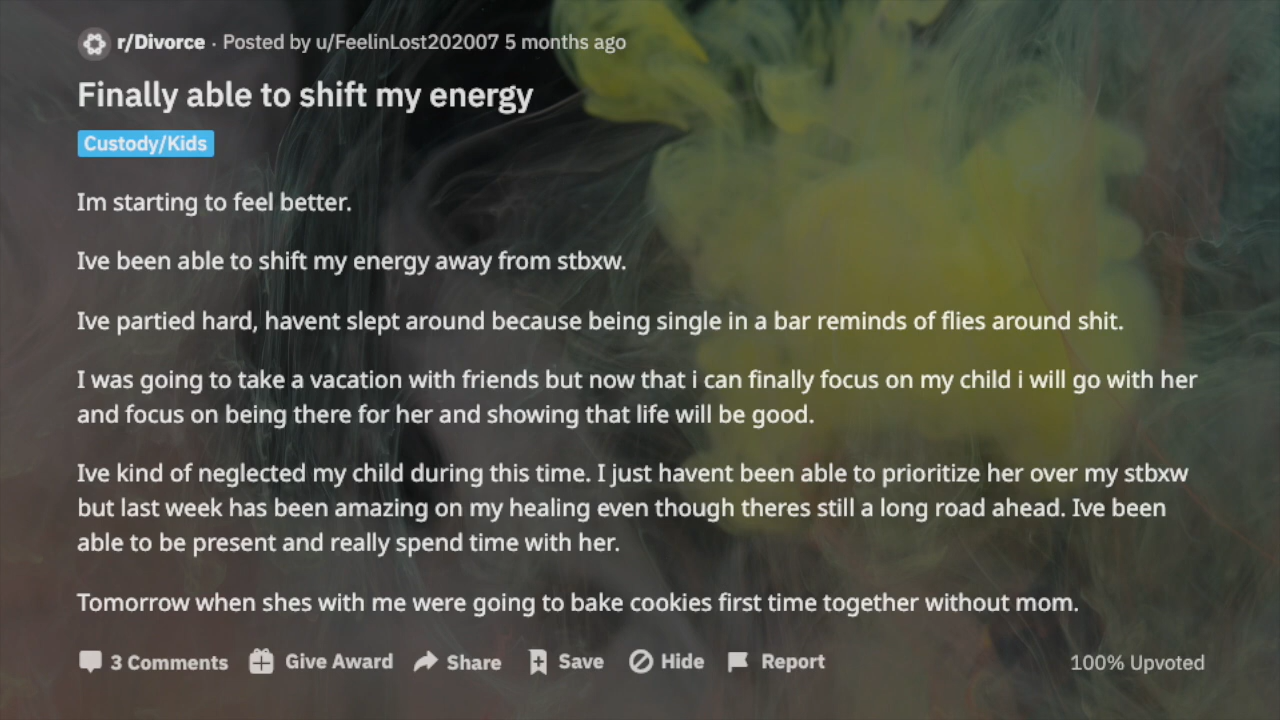 r/Divorce · Posted by u/FeelinLost202007 5 months ago
Finally able to shift my energy
Custody/Kids
Im starting to feel better.
Ive been able to shift my energy away from stbxw.
Ive partied hard, havent slept around because being single in a bar reminds of flies around shit.
I was going to take a vacation with friends but now that i can finally focus on my child i will go with her
and focus on being there for her and showing that life will be good.
Ive kind of neglected my child during this time. I just havent been able to prioritize her over my stbxw
but last week has been amazing on my healing even though theres still a long road ahead. Ive been
able to be present and really spend time with her.
Tomorrow when shes with me were going to bake cookies first time together without mom.
3 Comments Give Award Share Save Hide Report 100% Upvoted